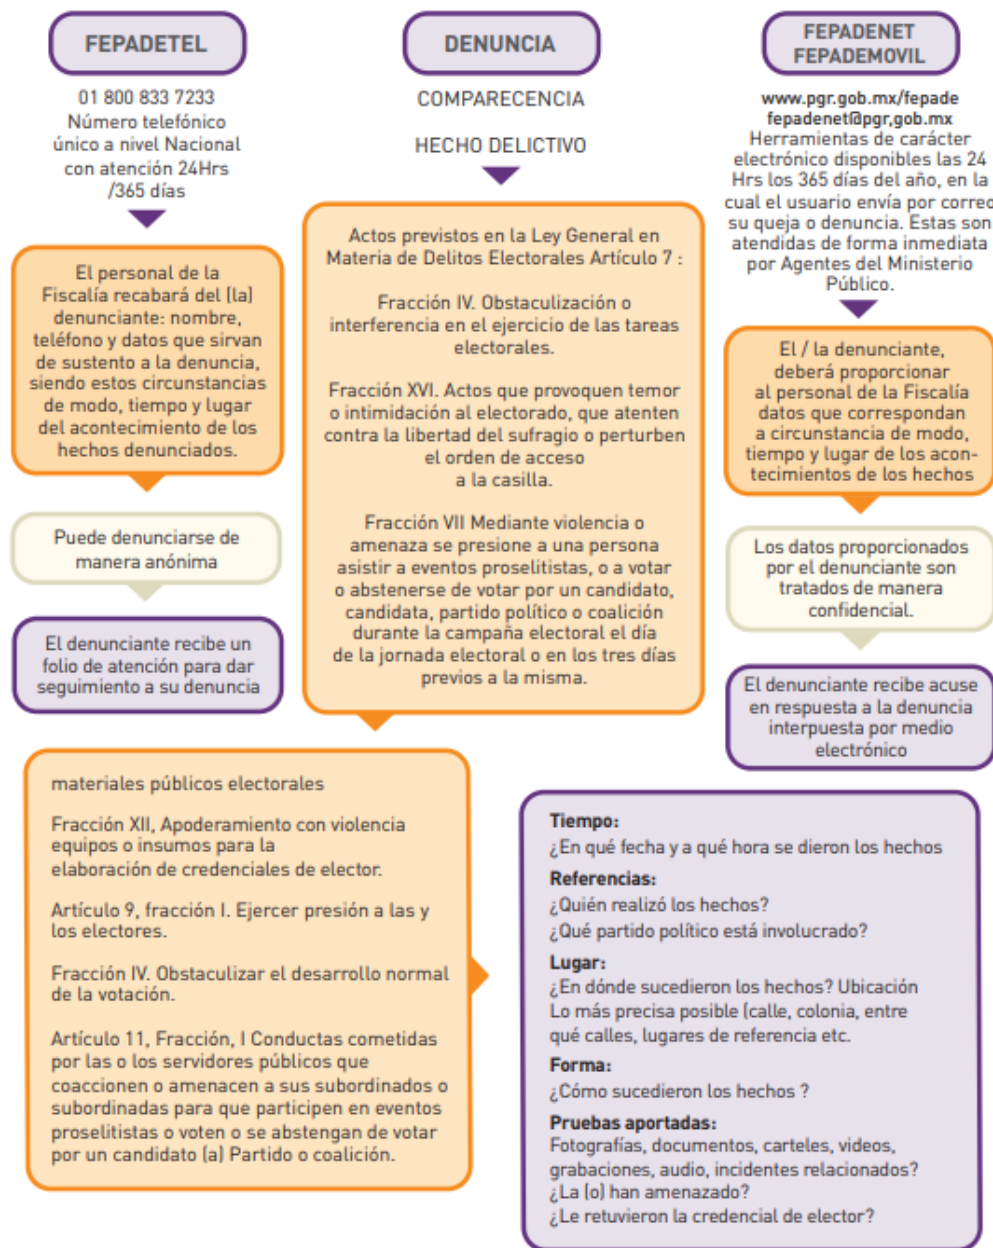 FEPADETEL
01 800 833 7233
Número telefónico
único a nivel Nacional
con atención 24Hrs
/365 días
El personal de la
Fiscalía recabará del (la)
denunciante: nombre,
teléfono y datos que sirvan
de sustento a la denuncia,
siendo estos circunstancias
de modo, tiempo y lugar
del acontecimiento de los
hechos denunciados.
Puede denunciarse de
manera anónima
El denunciante recibe un
folio de atención para dar
seguimiento a su denuncia
DENUNCIA
COMPARECENCIA
HECHO DELICTIVO
Actos previstos en la Ley General en
Materia de Delitos Electorales Artículo 7 :
Fracción IV. Obstaculización o
interferencia en el ejercicio de las tareas
electorales.
Fracción XVI. Actos que provoquen temor
o intimidación al electorado, que atenten
contra la libertad del sufragio o perturben
el orden de acceso
a la casilla.
Fracción VII Mediante violencia o
amenaza se presione a una persona
asistir a eventos proselitistas, o a votar
o abstenerse de votar por un candidato,
candidata, partido político o coalición
durante la campaña electoral el día
de la jornada electoral o en los tres días
previos a la misma.
FEPADENET
FEPADEMOVIL
www.pgr.gob.mx/fepade
fepadenet@pgr,gob.mx
Herramientas de carácter
electrónico disponibles las 24
Hrs los 365 días del año, en la
cual el usuario envía por correo
su queja o denuncia. Estas son
atendidas de forma inmediata
por Agentes del Ministerio
Público.
El / la denunciante,
deberá proporcionar
al personal de la Fiscalía
datos que correspondan
a circunstancia de modo,
tiempo y lugar de los acon-
tecimientos de los hechos
Los datos proporcionados
por el denunciante son
tratados de manera
confidencial.
El denunciante recibe acuse
en respuesta a la denuncia
interpuesta por medio
electrónico
materiales públicos electorales
Fracción XII, Apoderamiento con violencia
equipos o insumos para la
elaboración de credenciales de elector.
Artículo 9, fracción I. Ejercer presión a las y
los electores.
Fracción IV. Obstaculizar el desarrollo normal
de la votación.
Artículo 11, Fracción, I Conductas cometidas
por las o los servidores públicos que
coaccionen o amenacen a sus subordinados o
subordinadas para que participen en eventos
proselitistas o voten o se abstengan de votar
por un candidato (a) Partido o coalición.
Tiempo:
¿En qué fecha y a qué hora se dieron los hechos
Referencias:
¿Quién realizó los hechos?
¿Qué partido político está involucrado?
Lugar:
¿En dónde sucedieron los hechos? Ubicación
Lo más precisa posible (calle, colonia, entre
qué calles, lugares de referencia etc.
Forma:
¿Cómo sucedieron los hechos ?
Pruebas aportadas:
Fotografías, documentos, carteles, videos,
grabaciones, audio, incidentes relacionados?
¿La (o) han amenazado?
¿Le retuvieron la credencial de elector?